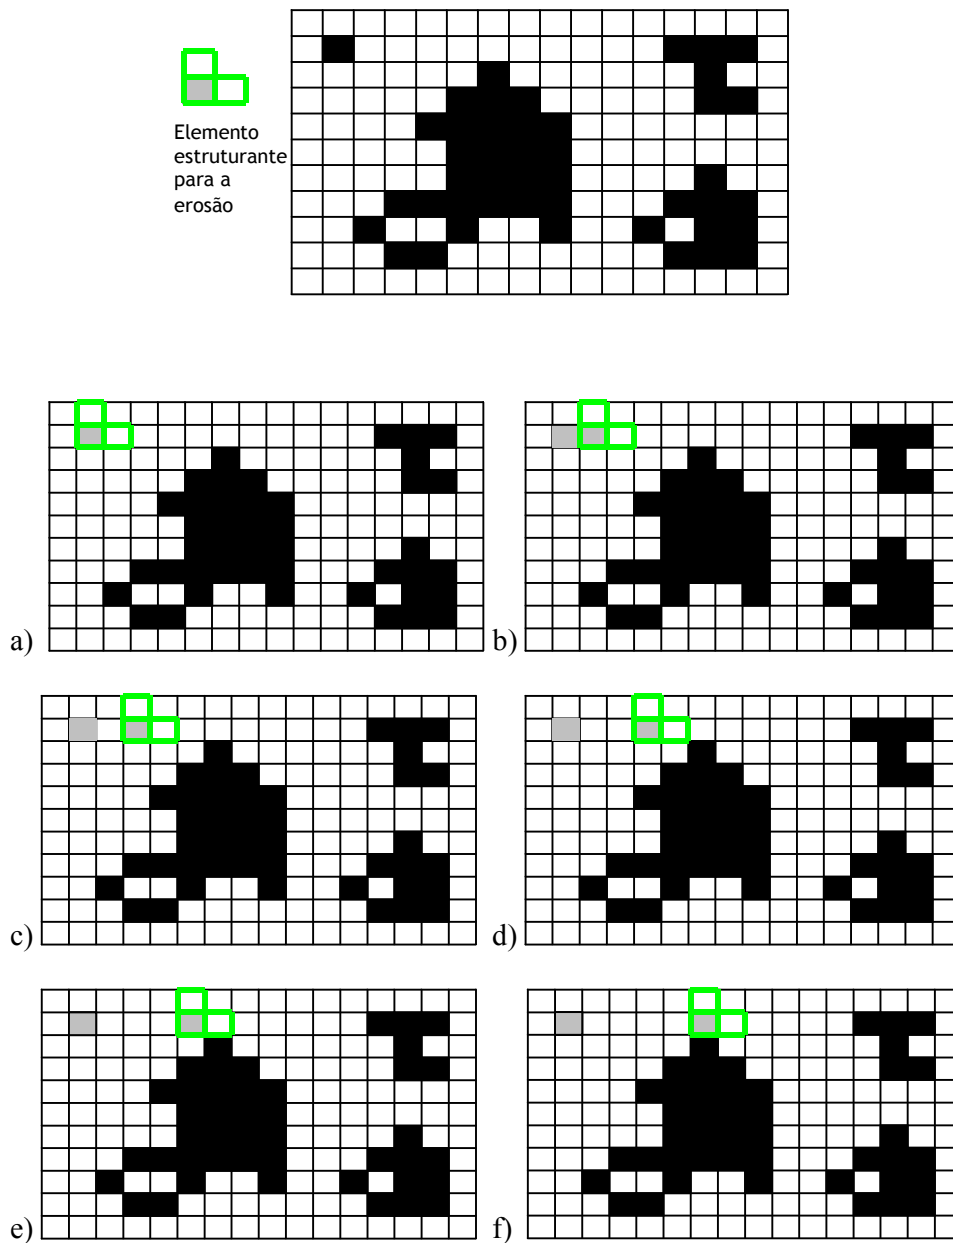 Elemento
estruturante
para a
erosão
a)
b)
c)
d)
e)
f)